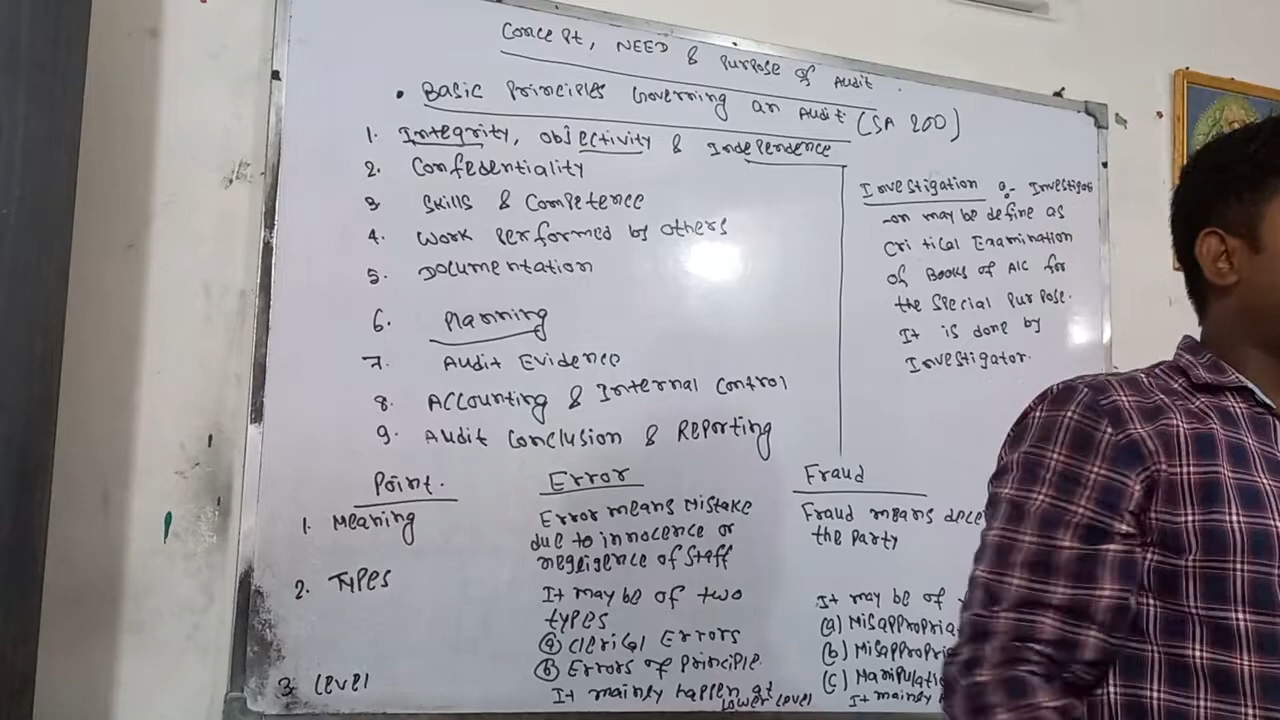 Concept, NEED & Purpose of Audit
• Basic Principles Governing an Audit (SA 200)
1. Integrity, Objectivity & Independence
2. Confedentiality
3 Skills & Competence
4. Work Performed by others
5. Documentation
6. Planning
7. Audit Evidence
8. Accounting & Internal Control
9. Audit Conclusion & Reporting
Investigation :- Investigati
-on may be define as
Critical Examination
of Books of A/C for
the Special Purpose.
It is done by
Investigator.
Point. Error Fraud
1. Meaning
Error means Mistake
due to innocence or
negligence of Staff
Fraud means
the Party
2. Types
It may be of two
types
(a) Clerical Errors
(b) Errors of Principle.
It may be of
(a) Misappropria
(b) Misappropri
(c) Manipulati
3. Level
It mainly happen at
lower level
It mainly